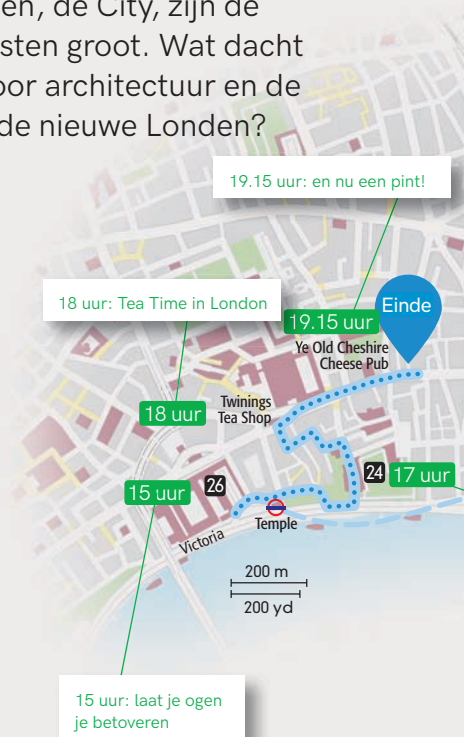 en, de City, zijn de
sten groot. Wat dacht
oor architectuur en de
de nieuwe Londen?
19.15 uur: en nu een pint!
18 uur: Tea Time in London
19.15 uur
Einde
Ye Old Cheshire
Cheese Pub
18 uur
Twinings
Tea Shop
15 uur
26
24
17 uur
Temple
Victoria
200 m
200 yd
15 uur: laat je ogen
je betoveren